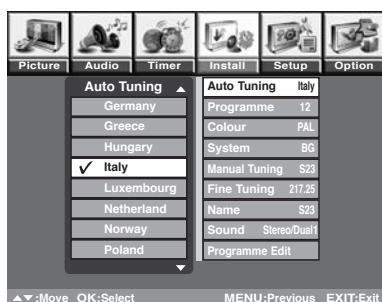 Picture Audio Timer Install Setup Option
Auto Tuning
Germany
Greece
Hungary
Italy
Luxembourg
Netherland
Norway
Poland
Auto Tuning Italy
Programme 12
Colour PAL
System BG
Manual Tuning S23
Fine Tuning 217.25
Name S23
Sound Stereo/Dual1
Programme Edit
▲▼:Move OK:Select MENU:Previous EXIT:Exit